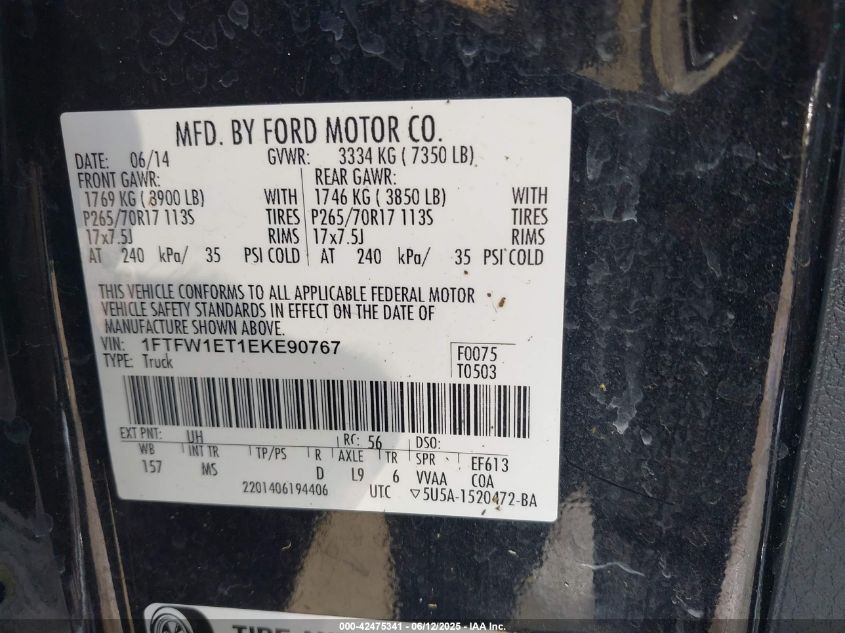 MFD. BY FORD MOTOR CO.
DATE: 06/14 GVWR: 3334 KG ( 7350 LB)
FRONT GAWR: REAR GAWR:
1769 KG ( 3900 LB) WITH 1746 KG ( 3850 LB) WITH
P265/70R17 113S TIRES P265/70R17 113S TIRES
17x7.5J RIMS 17x7.5J RIMS
AT 240 kPa/ 35 PSI COLD AT 240 kPa/ 35 PSI COLD
THIS VEHICLE CONFORMS TO ALL APPLICABLE FEDERAL MOTOR
VEHICLE SAFETY STANDARDS IN EFFECT ON THE DATE OF
MANUFACTURE SHOWN ABOVE.
VIN: 1FTFW1ET1EKE90767 F0075
TYPE: Truck T0503
EXT PNT: UH RC: 56 DSO:
WB INT TR TP/PS R AXLE TR SPR EF613
157 MS D L9 6 VVAA COA
2201406194406 UTC ▽5U5A-1520472-BA
000-42475341 - 06/12/2025 - IAA Inc.